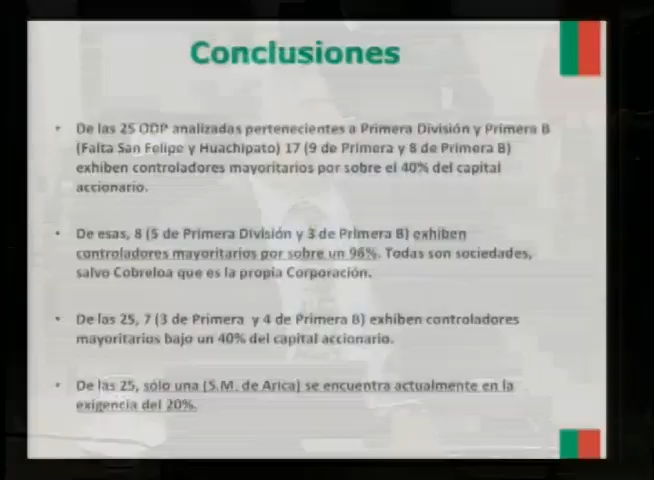 Conclusiones
• De las 25 ODP analizadas pertenecientes a Primera División y Primera B
(Falta San Felipe y Huachipato) 17 (9 de Primera y 8 de Primera B)
exhiben controladores mayoritarios por sobre el 40% del capital
accionario.
• De esas, 8 (5 de Primera División y 3 de Primera B) exhiben
controladores mayoritarios por sobre un 96%. Todas son sociedades,
salvo Cobreloa que es la propia Corporación.
• De las 25, 7 (3 de Primera y 4 de Primera B) exhiben controladores
mayoritarios bajo un 40% del capital accionario.
• De las 25, sólo una (S.M. de Arica) se encuentra actualmente en la
exigencia del 20%.